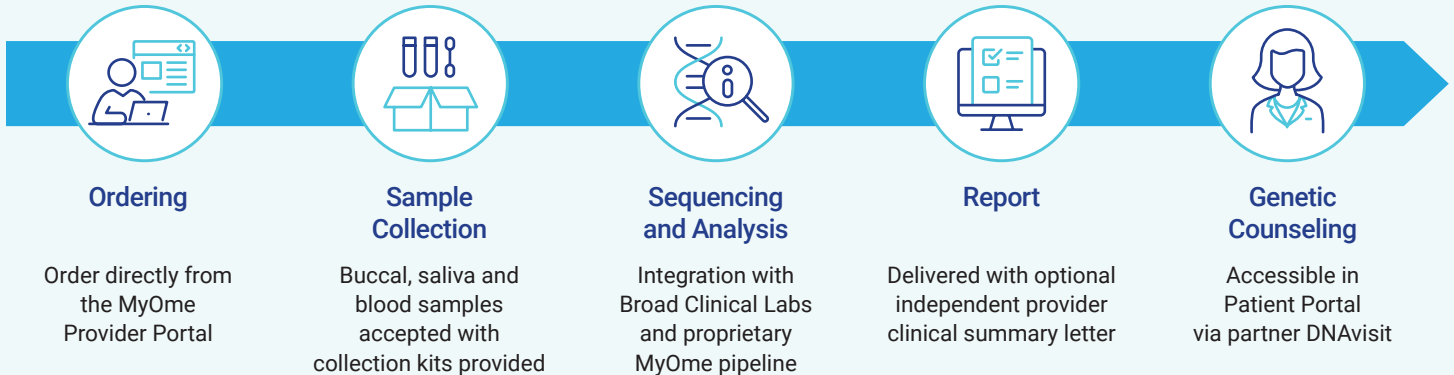 Ordering
Order directly from
the MyOme
Provider Portal
Sample
Collection
Buccal, saliva and
blood samples
accepted with
collection kits provided
Sequencing
and Analysis
Integration with
Broad Clinical Labs
and proprietary
MyOme pipeline
Report
Delivered with optional
independent provider
clinical summary letter
Genetic
Counseling
Accessible in
Patient Portal
via partner DNAvisit